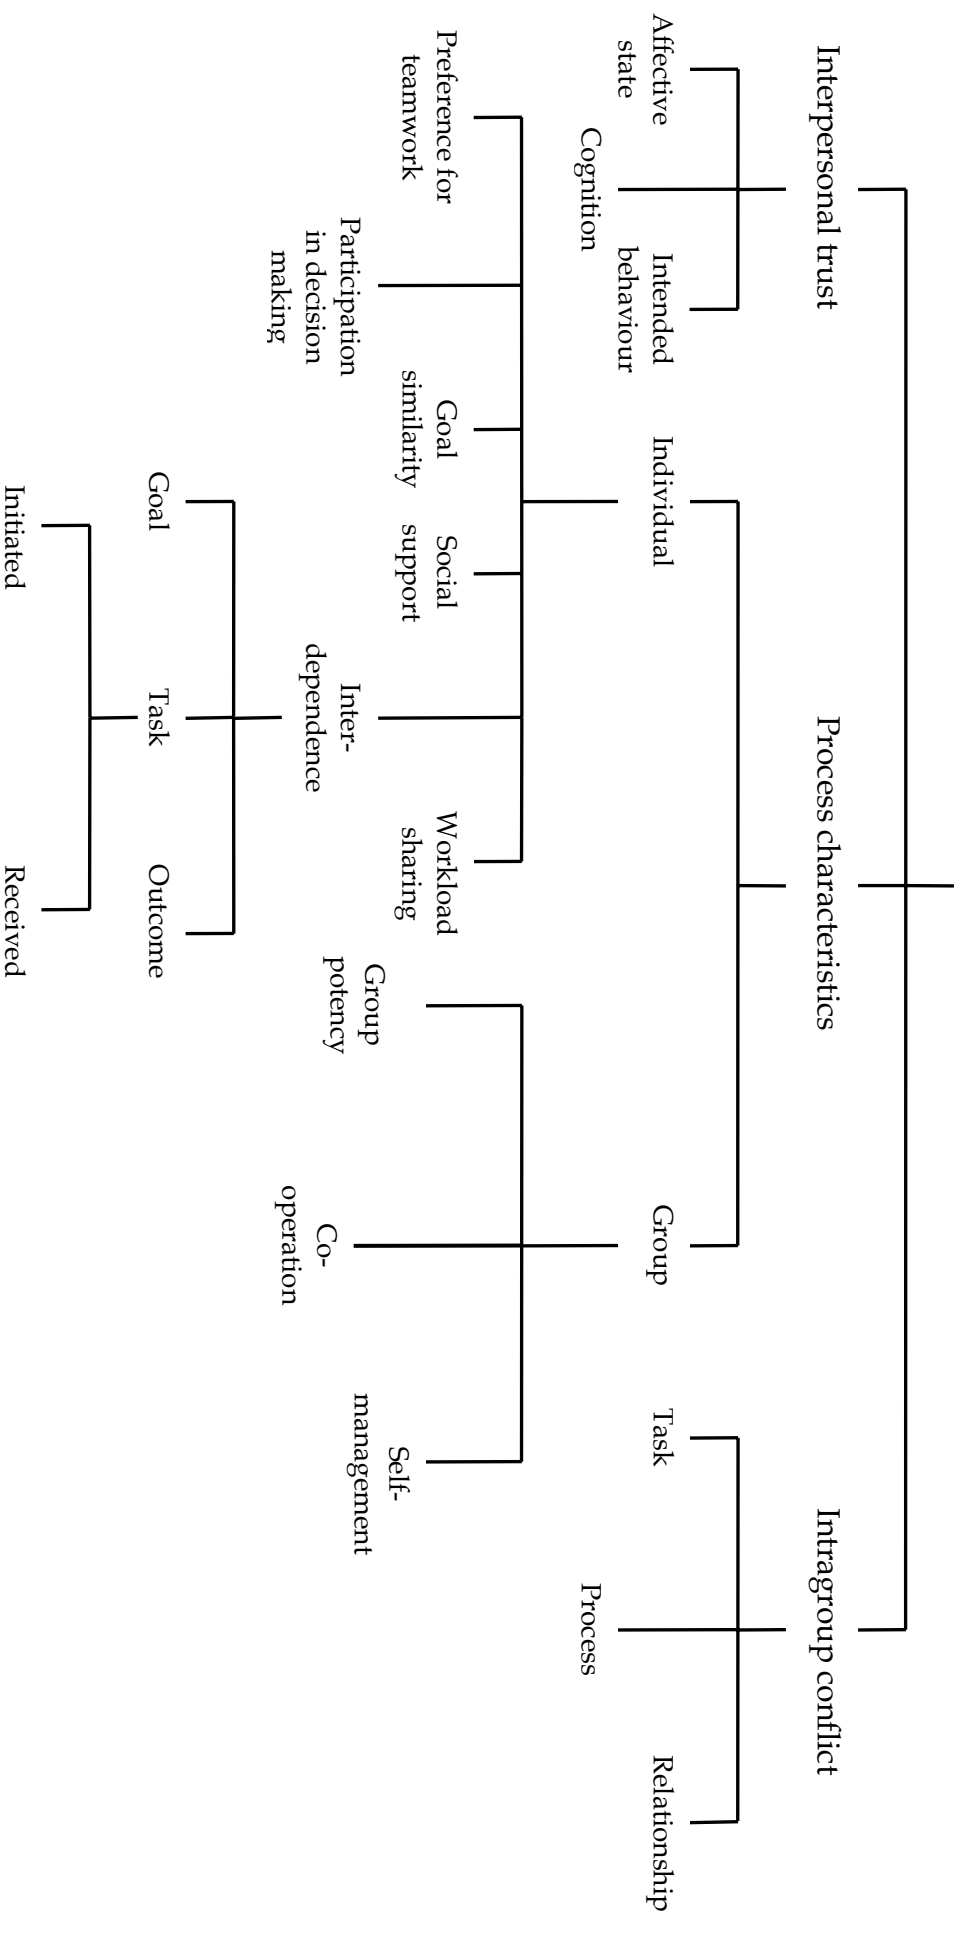 Interpersonal trust
Process characteristics
Intragroup conflict
Affective
state
Cognition
Intended
behaviour
Individual
Group
Task
Process
Relationship
Preference for
teamwork
Participation
in decision
making
Goal
similarity
Social
support
Inter-
dependence
Workload
sharing
Group
potency
Co-
operation
Self-
management
Goal
Task
Outcome
Initiated
Received